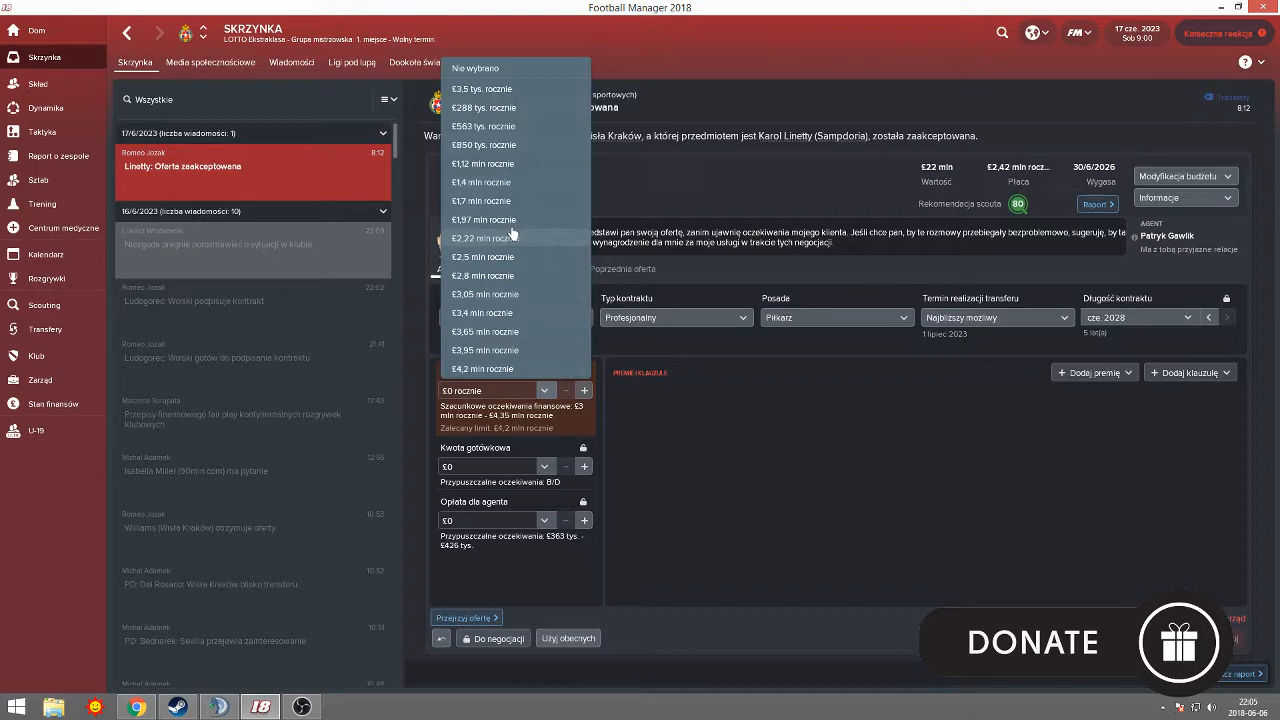 Football Manager 2018
Dom
Skrzynka
Skład
Dynamika
Taktyka
Raport o zespole
Sztab
Trening
Centrum medyczne
Kalendarz
Rozgrywki
Scouting
Transfery
Klub
Zarząd
Stan finansów
U-19
SKRZYNKA
LOTTO Ekstraklasa - Grupa mistrzowska: 1. miejsce - Wolny termin.
FM
17 cze. 2023
Sob 9:00
Konieczna reakcja
Skrzynka
Media społecznościowe
Wiadomości
Ligi pod lupą
Dookoła świa
Wszystkie
17/6/2023 (liczba wiadomości: 1)
Romeo Jozak 8:12
Linetty: Oferta zaakceptowana
16/6/2023 (liczba wiadomości: 10)
Łukasz Wróblewski 22:09
Niezgoda pragnie porozmawiać o sytuacji w klubie
Romeo Jozak 22:02
Ludogorec: Wolski podpisuje kontrakt
Romeo Jozak 21:41
Ludogorec: Wolski gotów do podpisania kontraktu
Marzena Sarapata 17:43
Przepisy finansowego fair play kontynentalnych rozgrywek
klubowych
Michal Adamek 12:56
Isabella Miller (90min.com) ma pytanie
Romeo Jozak 10:53
Williams (Wisła Kraków) otrzymuje oferty
Michal Adamek 10:52
PD: Del Rosario: Wisła Kraków blisko transferu
Michal Adamek 10:51
PD: Bednarek: Sevilla przejawia zainteresowanie
Michal Adamek 10:48
Nie wybrano
£3,5 tys. rocznie
£288 tys. rocznie
£563 tys. rocznie
£850 tys. rocznie
£1,12 mln rocznie
£1,4 mln rocznie
£1,7 mln rocznie
£1,97 mln rocznie
£2,22 mln rocznie
£2,5 mln rocznie
£2,8 mln rocznie
£3,05 mln rocznie
£3,4 mln rocznie
£3,65 mln rocznie
£3,95 mln rocznie
£4,2 mln rocznie
sportowych)
owana
Transfery
8:12
War
isła Kraków, a której przedmiotem jest Karol Linetty (Sampdoria), została zaakceptowana.
£22 mln
Wartość
£2,42 mln rocz...
Płaca
30/6/2026
Wygasa
Rekomendacja scouta
80
Raport
Modyfikacja budżetu
Informacje
dstawi pan swoją ofertę, zanim ujawnię oczekiwania mojego klienta. Jeśli chce pan, by te rozmowy przebiegały bezproblemowo, sugeruję, by ta
wynagrodzenie dla mnie za moje usługi w trakcie tych negocjacji.
AGENT
Patryk Gawlik
Ma z tobą przyjazne relacje
Poprzednia oferta
Typ kontraktu
Profesjonalny
Posada
Piłkarz
Termin realizacji transferu
Najbliższy możliwy
1 lipiec 2023
Długość kontraktu
cze. 2028
5 lat(a)
PREMIE I KLAUZULE
Dodaj premię
Dodaj klauzulę
£0 rocznie
Szacunkowe oczekiwania finansowe: £3
mln rocznie - £4,35 mln rocznie
Zalecany limit: £4,2 mln rocznie
Kwota gotówkowa
£0
Przypuszczalne oczekiwania: B/D
Opłata dla agenta
£0
Przypuszczalne oczekiwania: £363 tys. -
£426 tys.
Przejrzyj ofertę
Do negocjacji
Użyj obecnych
DONATE
raport
22:05
2018-06-06